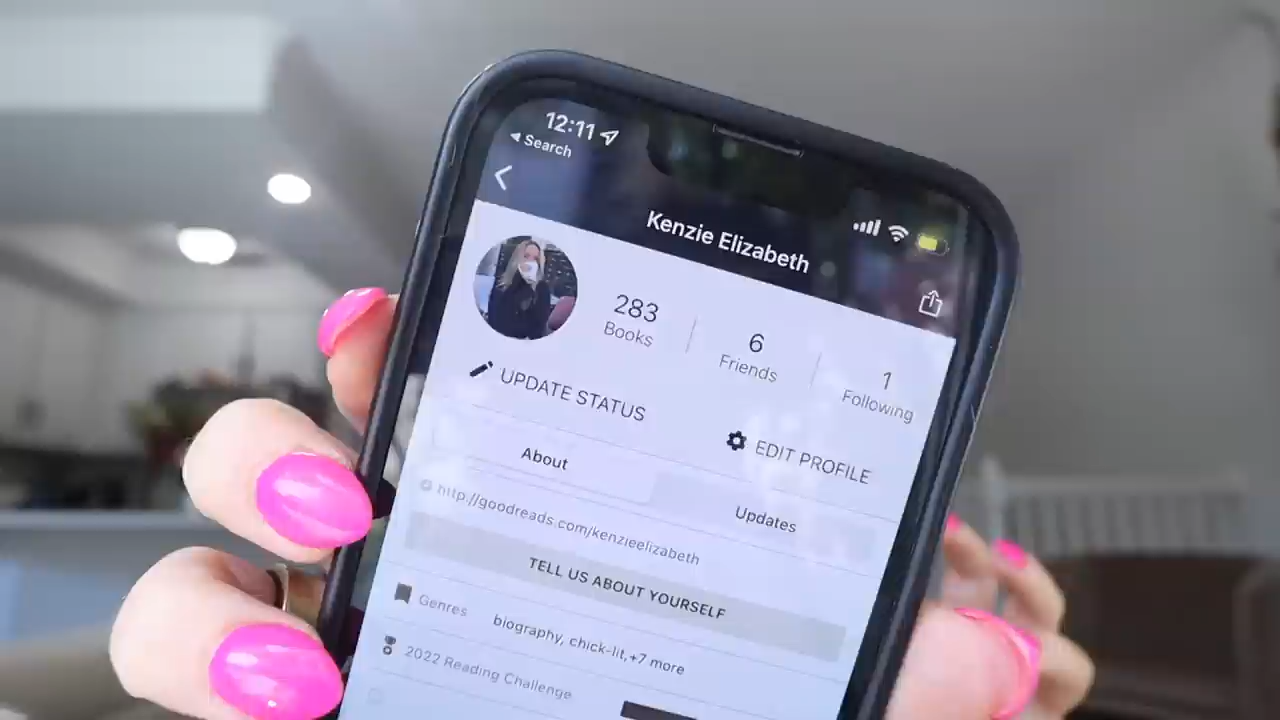 12:11
Search
Kenzie Elizabeth
283
Books
6
Friends
1
Following
UPDATE STATUS
EDIT PROFILE
About
Updates
http://goodreads.com/kenzieelizabeth
TELL US ABOUT YOURSELF
Genres biography, chick-lit,+7 more
2022 Reading Challenge